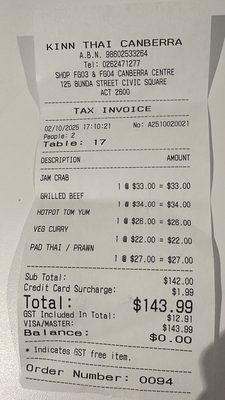 KINN THAI CANBERRA
A.B.N. 98602533264
Tel: 0262471277
SHOP FG03 & FG04 CANBERRA CENTRE
125 BUNDA STREET CIVIC SQUARE
ACT 2600
TAX INVOICE
02/10/2025 17:10:21 No: A2510020021
People: 2
Table: 17
DESCRIPTION AMOUNT
JAM CRAB
1 @ $33.00 = $33.00
GRILLED BEEF
1 @ $34.00 = $34.00
HOTPOT TOM YUM
1 @ $26.00 = $26.00
VEG CURRY
1 @ $22.00 = $22.00
PAD THAI / PRAWN
1 @ $27.00 = $27.00
Sub Total: $142.00
Credit Card Surcharge: $1.99
Total: $143.99
GST Included In Total: $12.91
VISA/MASTER: $143.99
Balance: $0.00
* Indicates GST free item.
Order Number: 0094